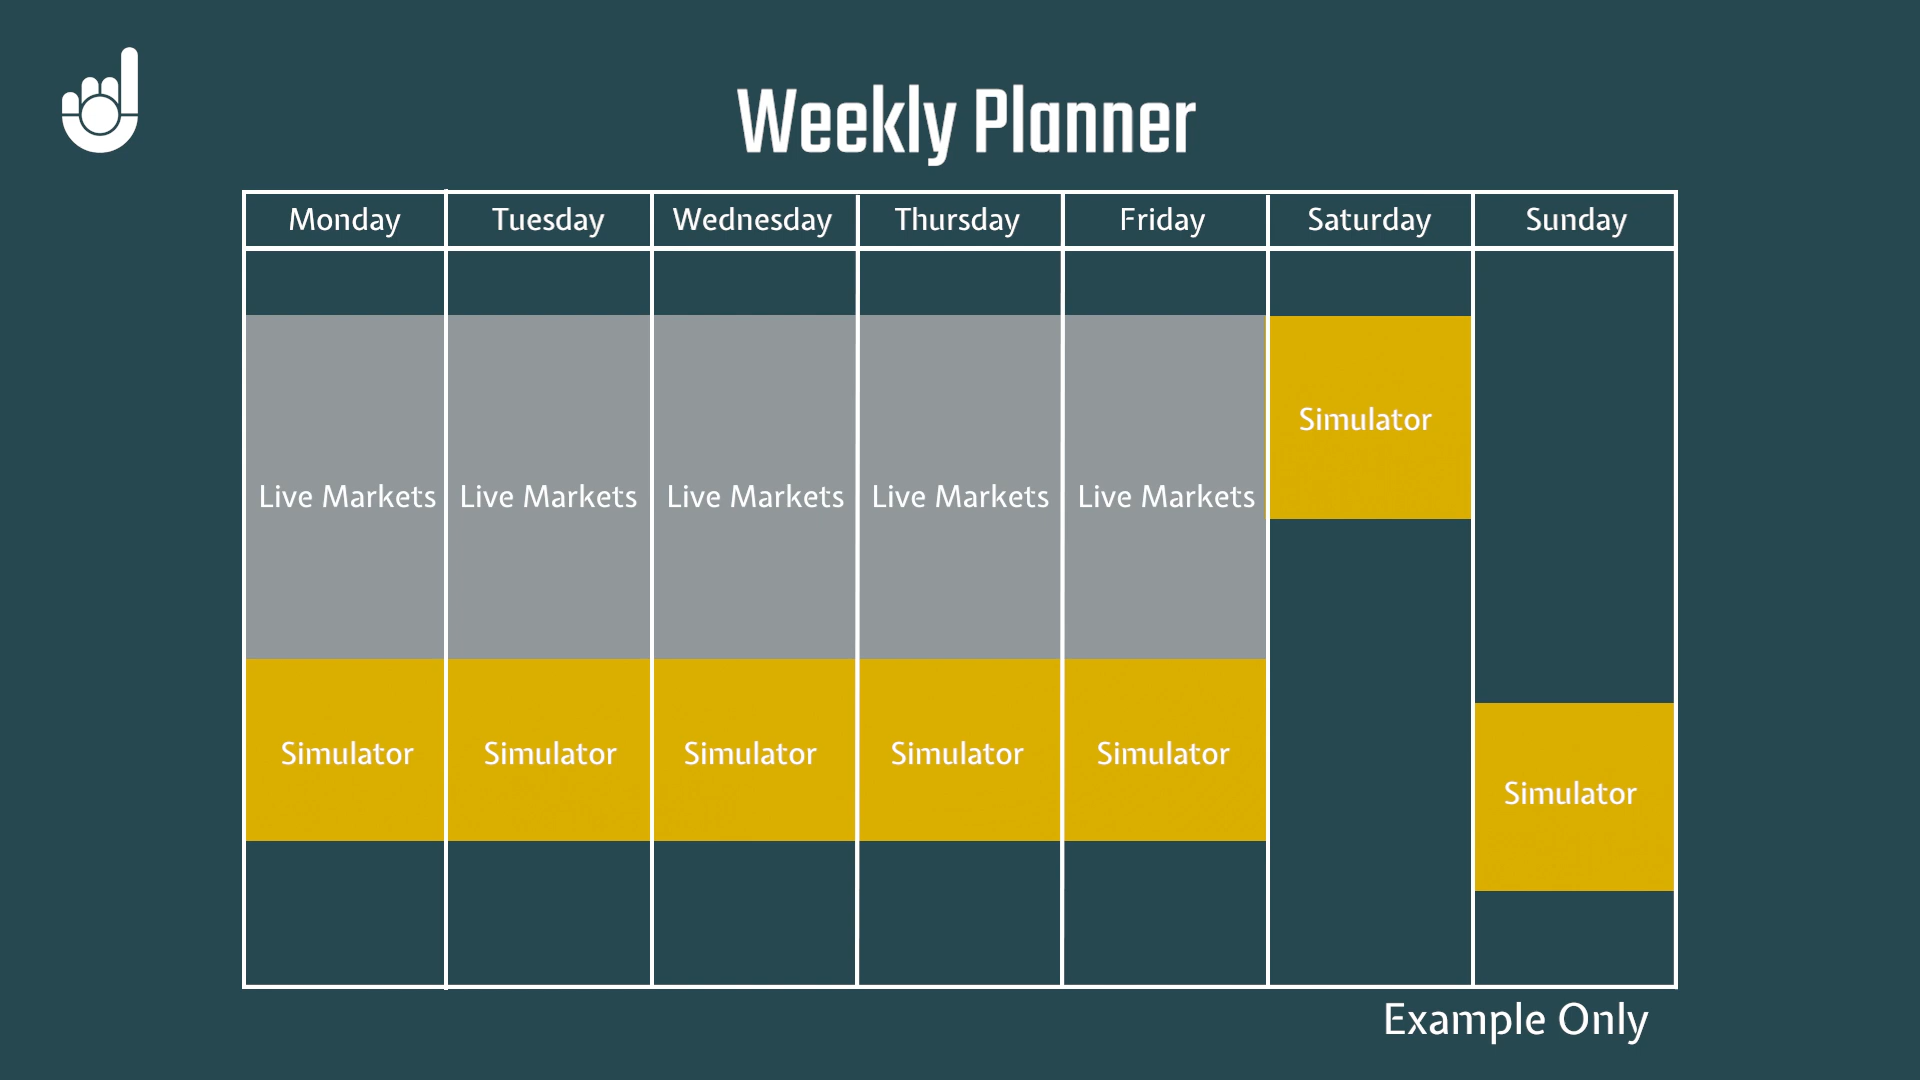 Weekly Planner
Monday Tuesday Wednesday Thursday Friday Saturday Sunday
Simulator
Live Markets Live Markets Live Markets Live Markets Live Markets
Simulator Simulator Simulator Simulator Simulator
Simulator
Example Only